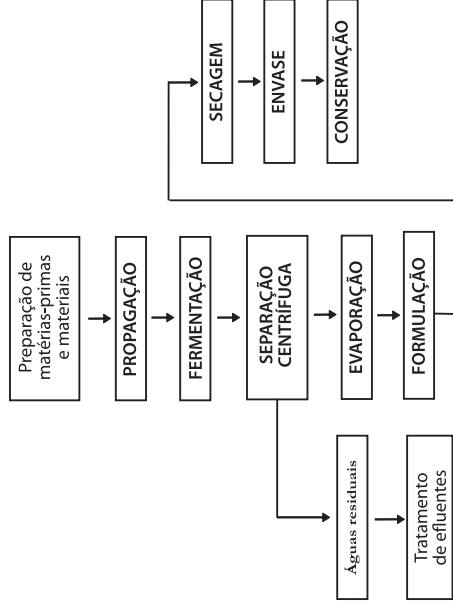 Preparação de
matérias-primas
e materiais
PROPAGAÇÃO
FERMENTAÇÃO
SEPARAÇÃO
CENTRÍFUGA
EVAPORAÇÃO
FORMULAÇÃO
Águas residuais
Tratamento
de efluentes
SECAGEM
ENVASE
CONSERVAÇÃO